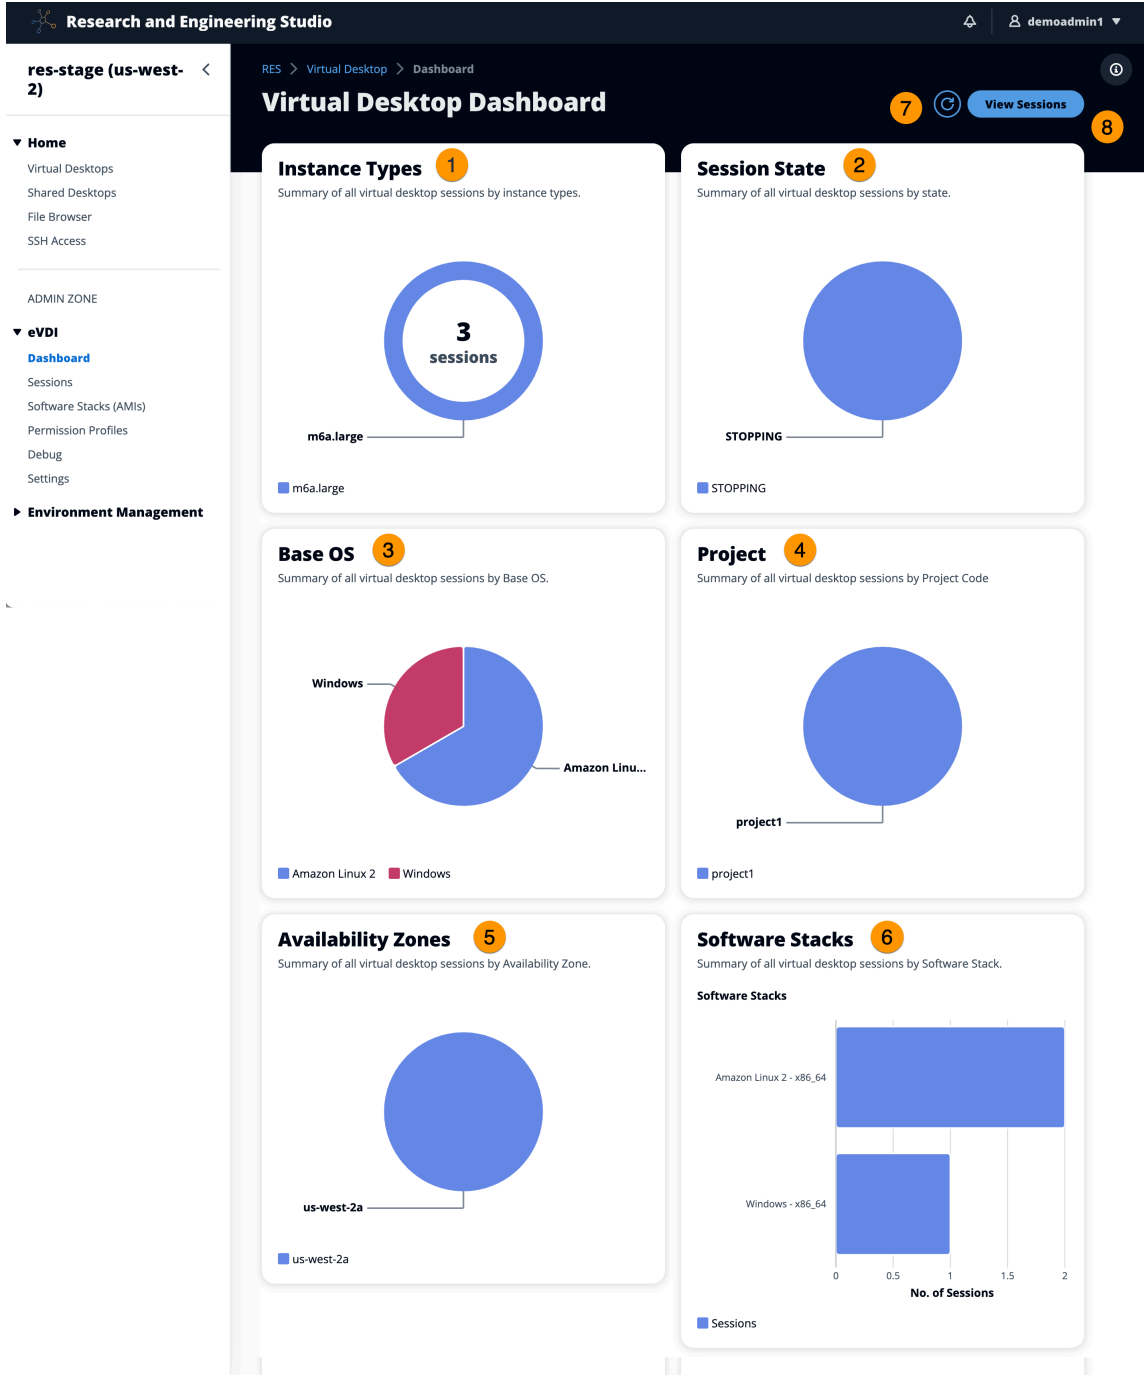 Research and Engineering Studio
demoadmin1
res-stage (us-west-
2)
Home
Virtual Desktops
Shared Desktops
File Browser
SSH Access
ADMIN ZONE
eVDI
Dashboard
Sessions
Software Stacks (AMIs)
Permission Profiles
Debug
Settings
Environment Management
RES > Virtual Desktop > Dashboard
Virtual Desktop Dashboard
7
View Sessions
8
Instance Types 1
Summary of all virtual desktop sessions by instance types.
3
sessions
m6a.large
m6a.large
Session State 2
Summary of all virtual desktop sessions by state.
STOPPING
STOPPING
Base OS 3
Summary of all virtual desktop sessions by Base OS.
Windows
Amazon Linu...
Amazon Linux 2 Windows
Project 4
Summary of all virtual desktop sessions by Project Code
project1
project1
Availability Zones 5
Summary of all virtual desktop sessions by Availability Zone.
us-west-2a
us-west-2a
Software Stacks 6
Summary of all virtual desktop sessions by Software Stack.
Software Stacks
Amazon Linux 2 - x86_64
Windows - x86_64
0 0.5 1 1.5 2
No. of Sessions
Sessions